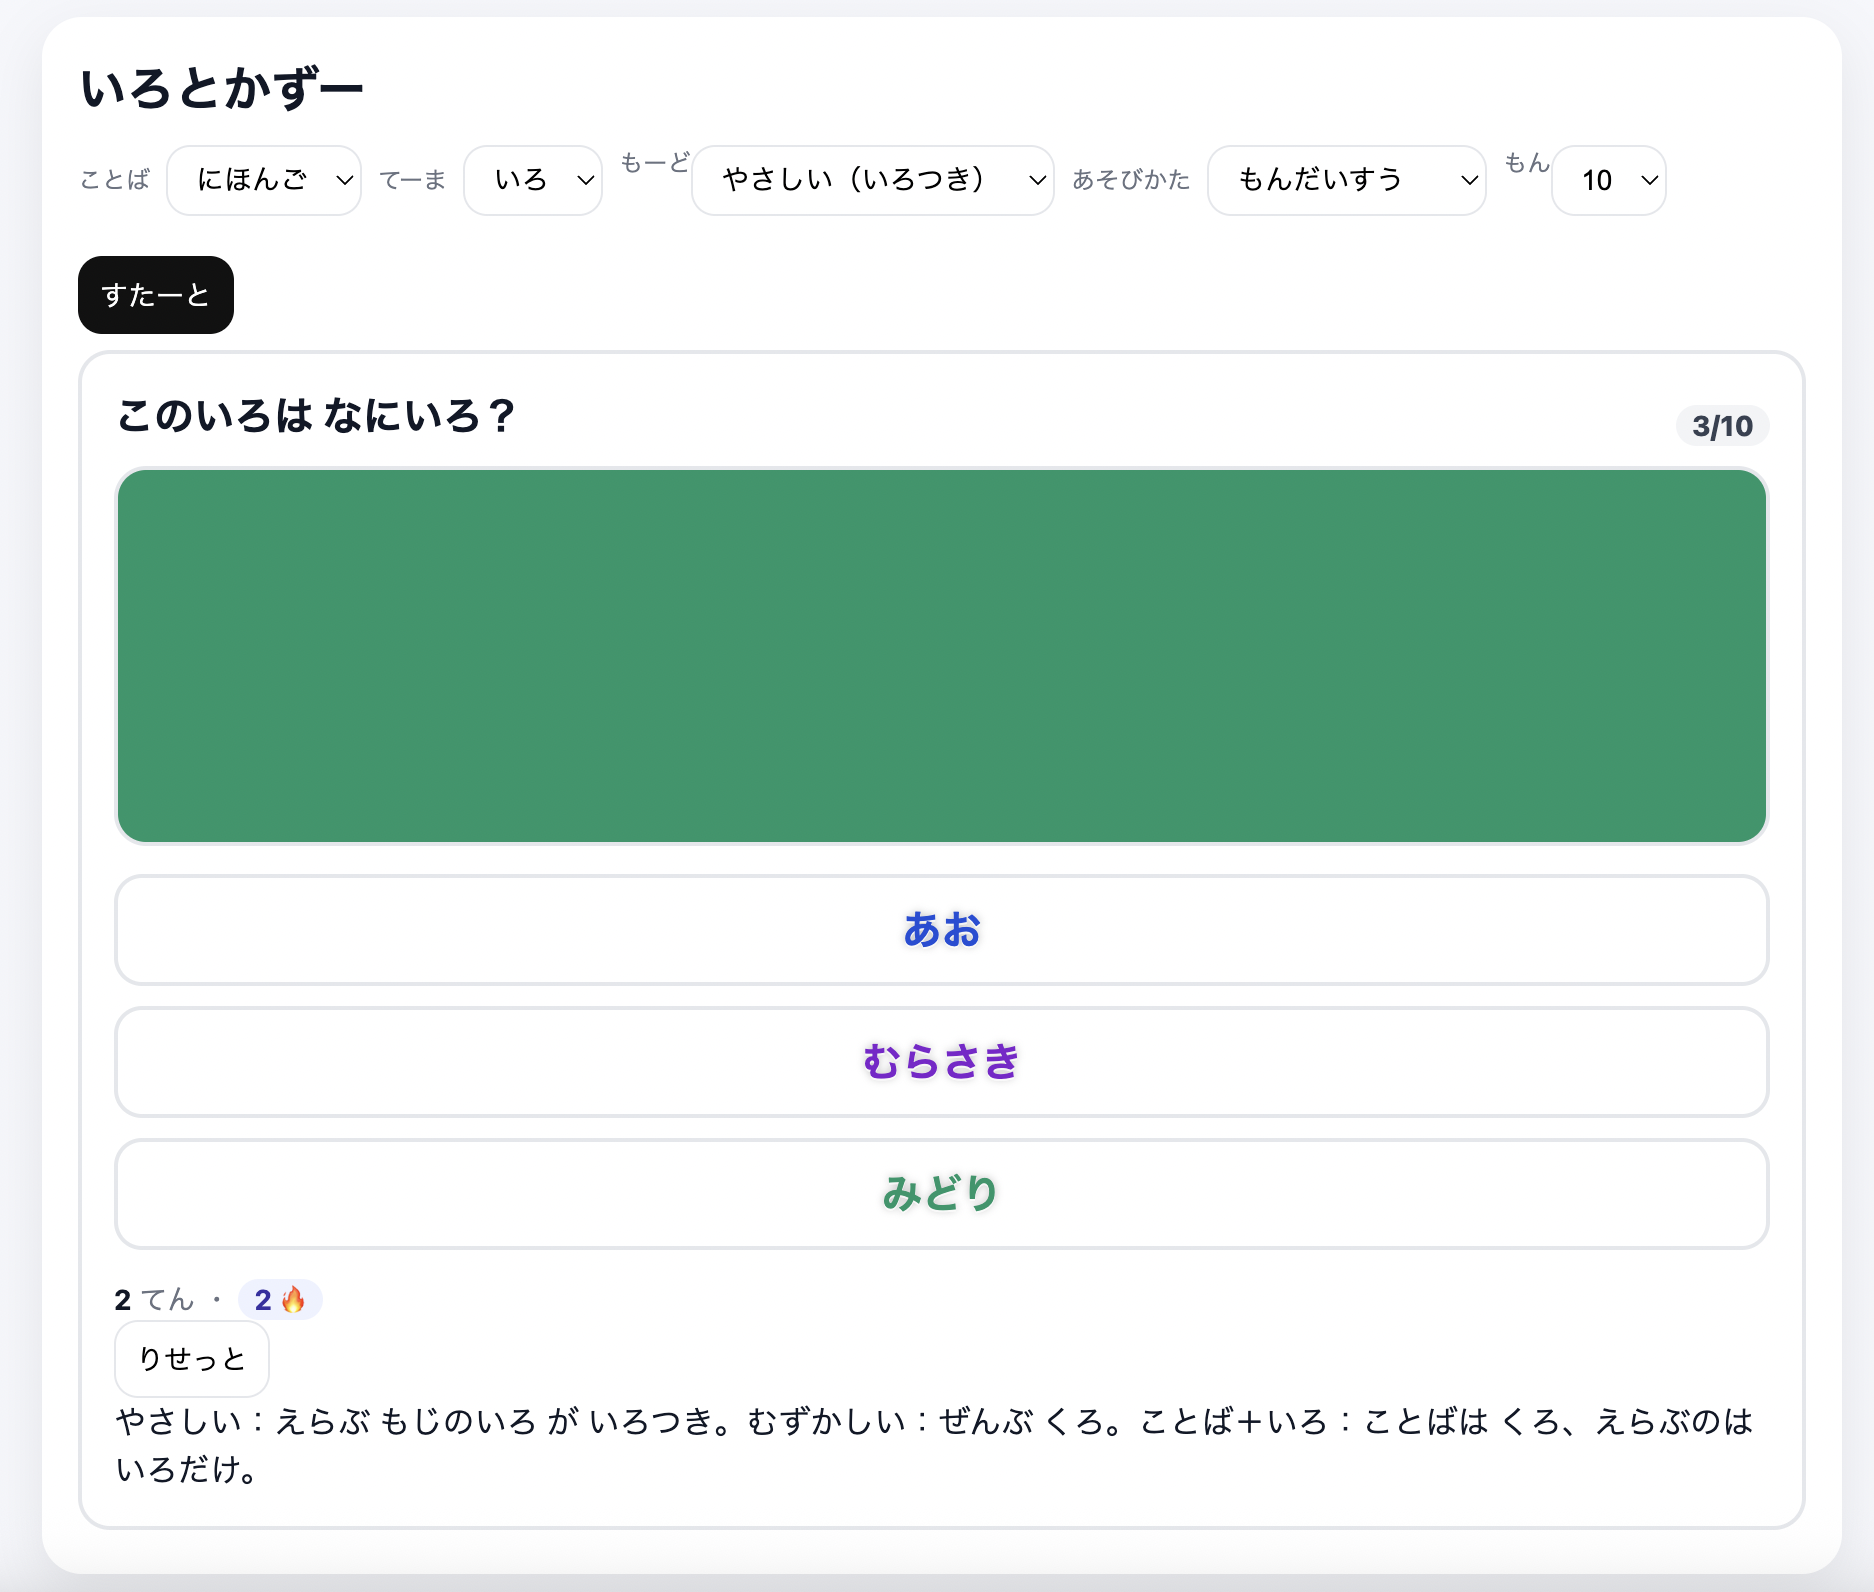 いろとかずー
ことば にほんご てーま いろ もーど やさしい（いろつき） あそびかた もんだいすう もん 10
すたーと
このいろは なにいろ？ 3/10
あお
むらさき
みどり
2 てん · 2 🔥
りせっと
やさしい：えらぶ もじのいろ が いろつき。むずかしい：ぜんぶ くろ。ことば＋いろ：ことばは くろ、えらぶのは
いろだけ。